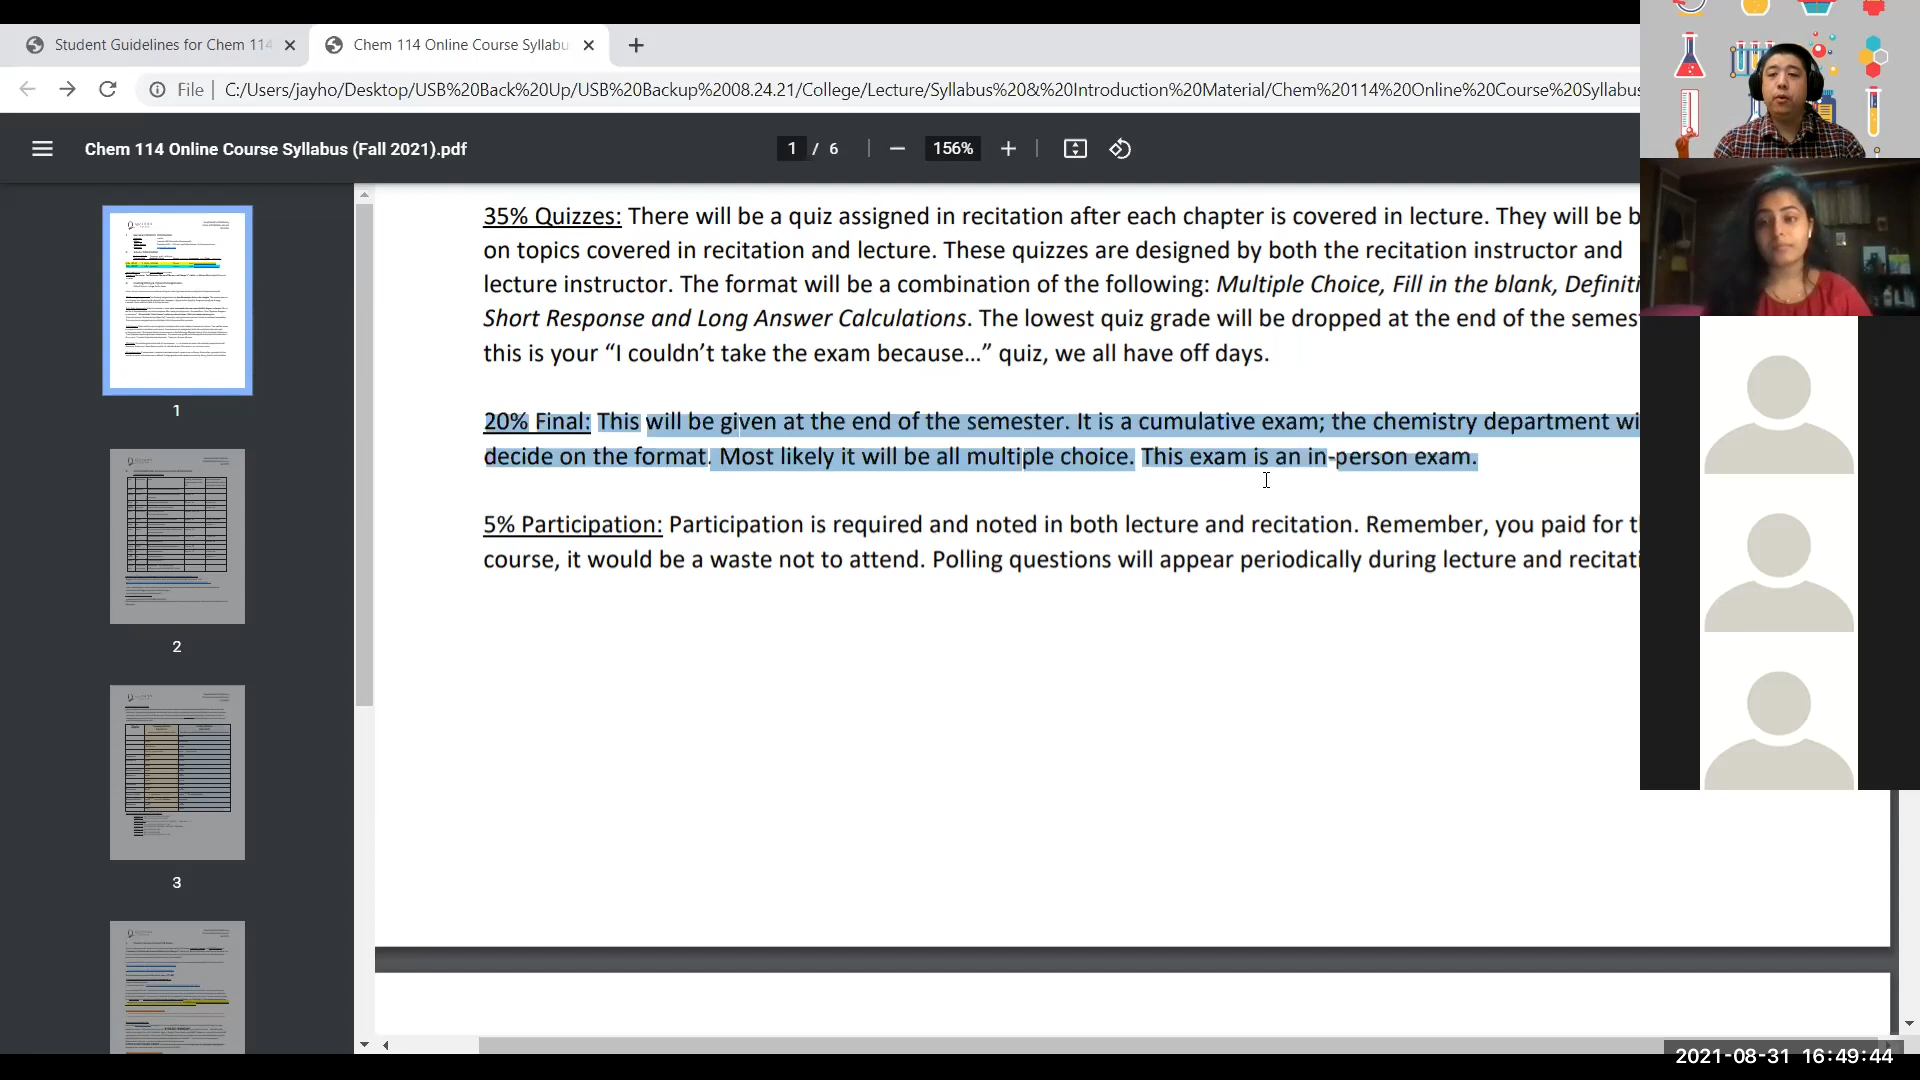 Student Guidelines for Chem 114
Chem 114 Online Course Syllabu
File
C:/Users/jayho/Desktop/USB%20Back%20Up/USB%20Backup%2008.24.21/College/Lecture/Syllabus%20&%20Introduction%20Material/Chem%20114%20Online%20Course%20Syllabus
Chem 114 Online Course Syllabus (Fall 2021).pdf
1 / 6
156%
35% Quizzes: There will be a quiz assigned in recitation after each chapter is covered in lecture. They will be b
on topics covered in recitation and lecture. These quizzes are designed by both the recitation instructor and
lecture instructor. The format will be a combination of the following: Multiple Choice, Fill in the blank, Definiti
Short Response and Long Answer Calculations. The lowest quiz grade will be dropped at the end of the semes
this is your “I couldn’t take the exam because…” quiz, we all have off days.
20% Final: This will be given at the end of the semester. It is a cumulative exam; the chemistry department wi
decide on the format. Most likely it will be all multiple choice. This exam is an in-person exam.
5% Participation: Participation is required and noted in both lecture and recitation. Remember, you paid for t
course, it would be a waste not to attend. Polling questions will appear periodically during lecture and recitati
1
2
3
2021-08-31 16:49:44